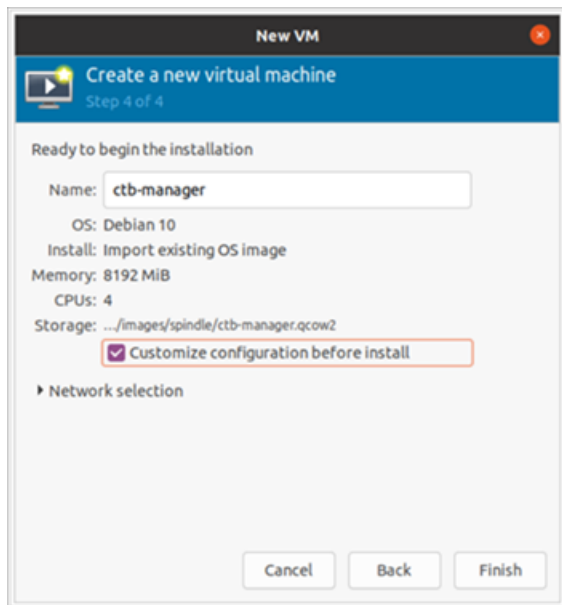 New VM
Create a new virtual machine
Step 4 of 4
Ready to begin the installation
Name: ctb-manager
OS: Debian 10
Install: Import existing OS image
Memory: 8192 MiB
CPUs: 4
Storage: .../images/spindle/ctb-manager.qcow2
Customize configuration before install
Network selection
Cancel Back Finish